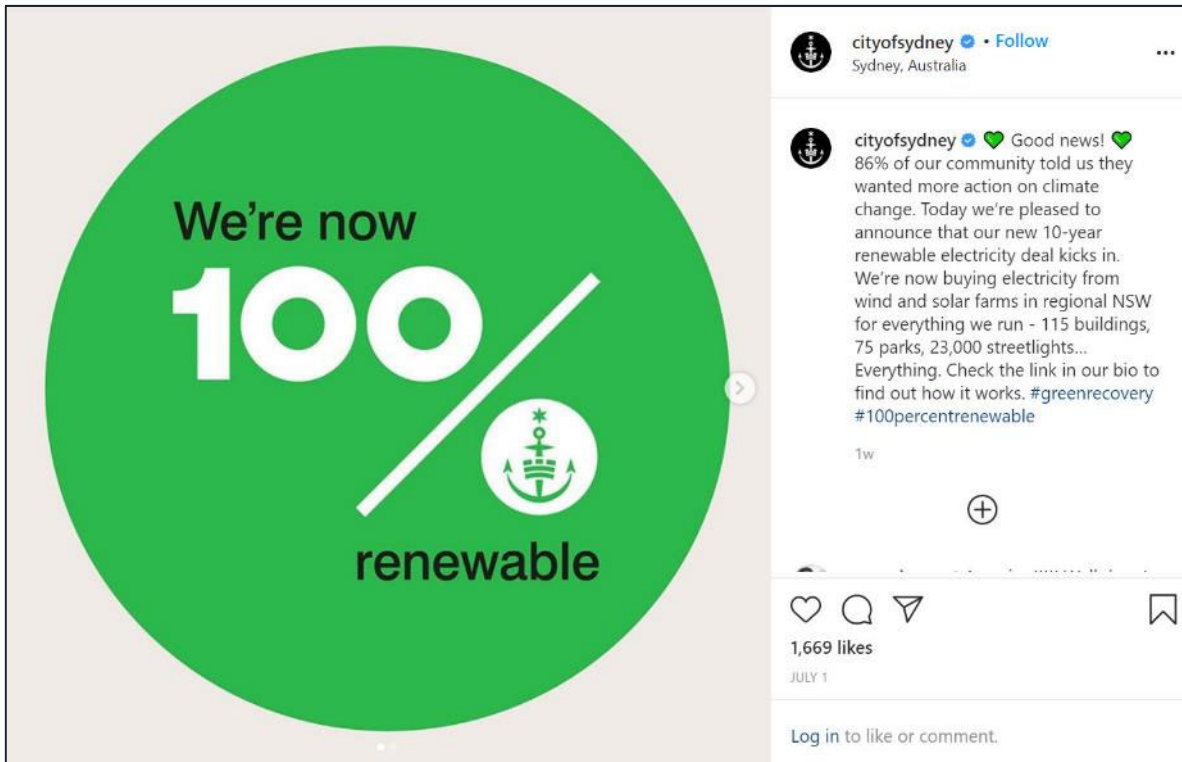 We're now
100
renewable
cityofsydney • Follow
Sydney, Australia
cityofsydney 💚 Good news! 💚
86% of our community told us they
wanted more action on climate
change. Today we're pleased to
announce that our new 10-year
renewable electricity deal kicks in.
We're now buying electricity from
wind and solar farms in regional NSW
for everything we run - 115 buildings,
75 parks, 23,000 streetlights...
Everything. Check the link in our bio to
find out how it works. #greenrecovery
#100percentrenewable
1w
1,669 likes
JULY 1
Log in to like or comment.